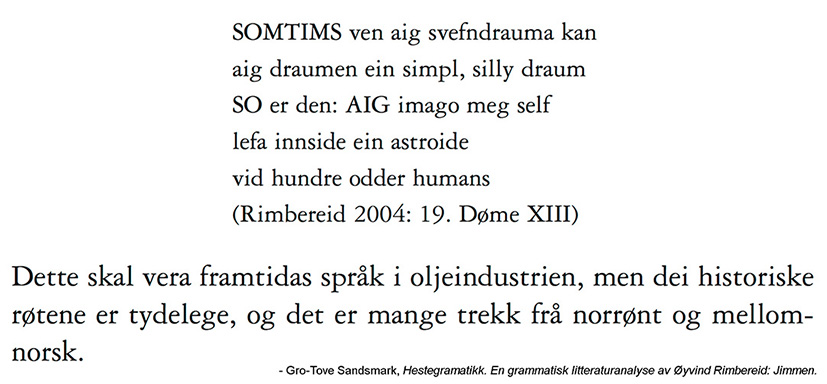 SOMTIMS ven aig svefndrauma kan
aig draumen ein simpl, silly draum
SO er den: AIG imago meg self
lefa innside ein astroide
vid hundre odder humans
(Rimbereid 2004: 19. Døme XIII)
Dette skal vera framtidas språk i oljeindustrien, men dei historiske
røtene er tydelege, og det er mange trekk frå norrønt og mellom-
norsk.
- Gro-Tove Sandsmark, Hestegramatikk. En grammatisk litteraturanalyse av Øyvind Rimbereid: Jimmen.